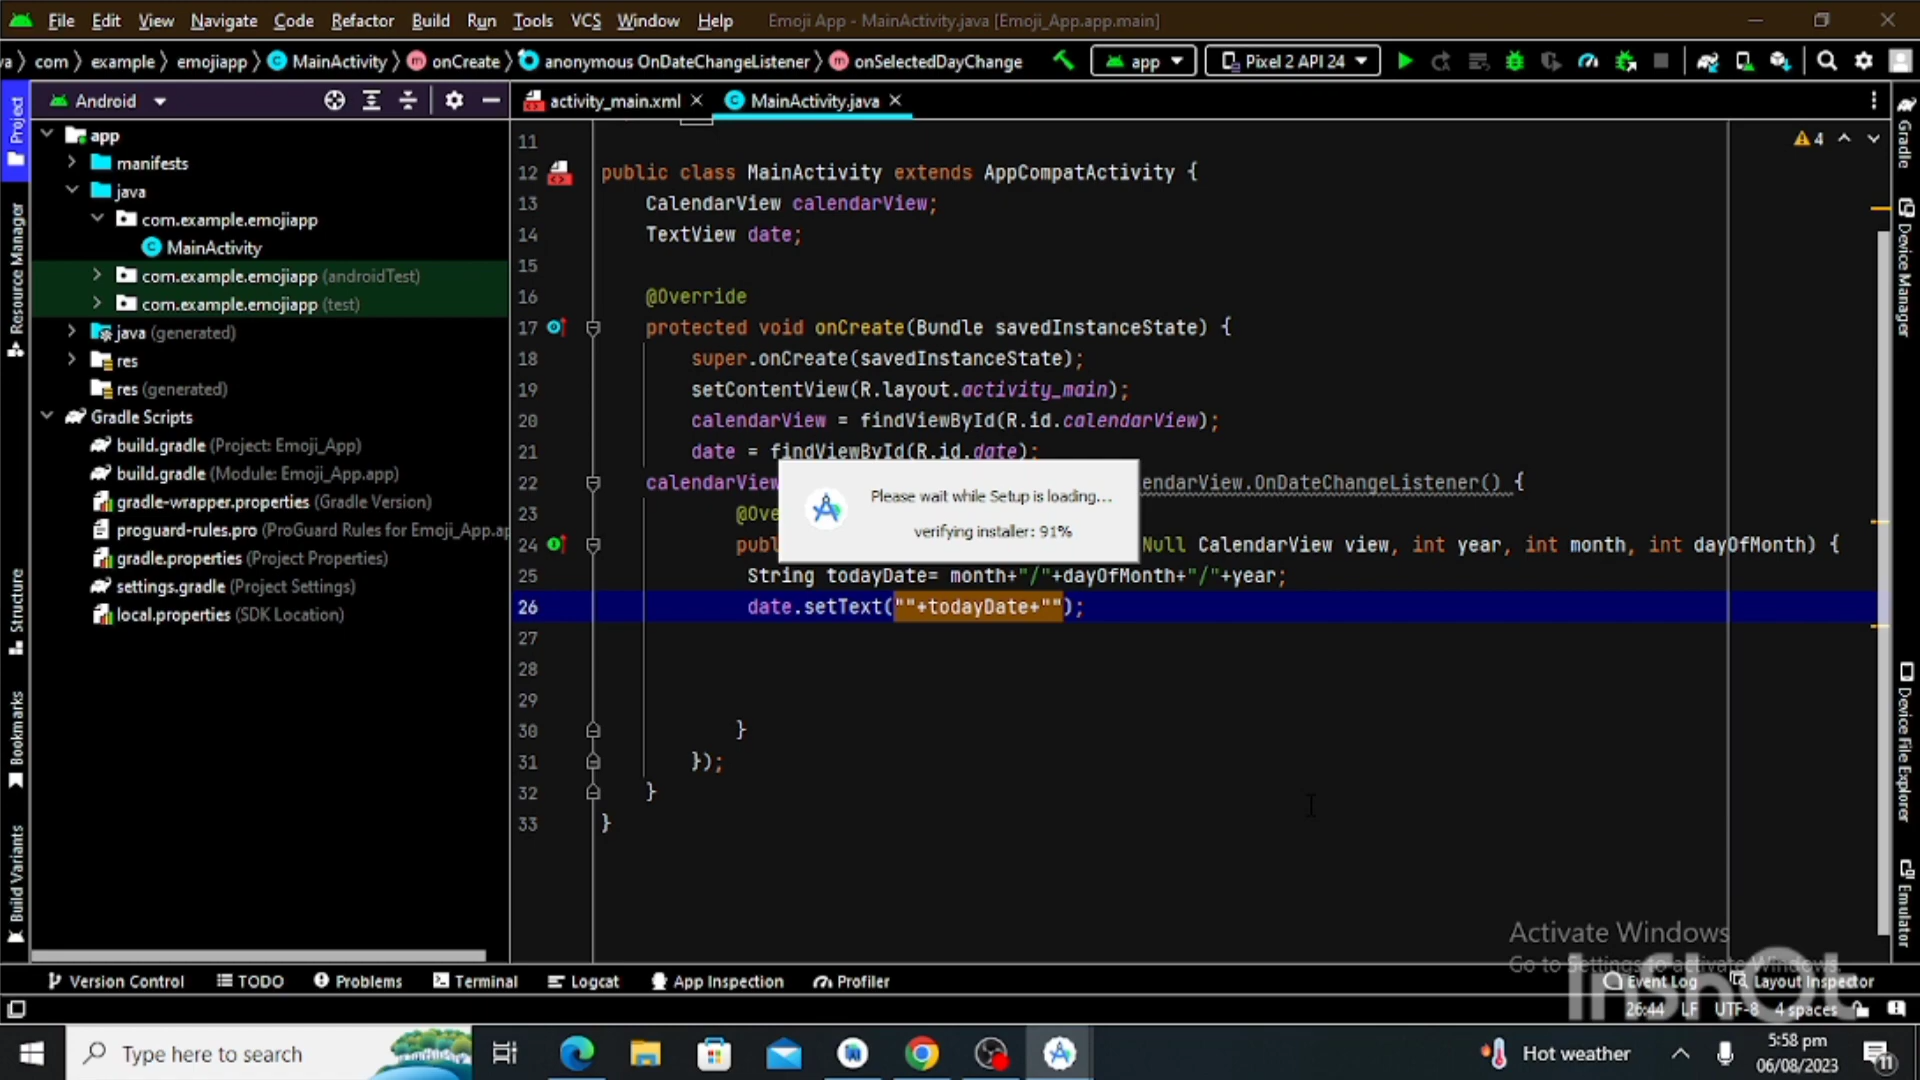 File Edit View Navigate Code Refactor Build Run Tools VCS Window Help Emoji App - MainActivity.java [Emoji_App.app.main]
va com example emojiapp MainActivity onCreate anonymous OnDateChangeListener onSelectedDayChange app Pixel 2 API 24
Android activity_main.xml MainActivity.java
Project
Resource Manager
Structure
Bookmarks
Build Variants
app
manifests
java
com.example.emojiapp
MainActivity
com.example.emojiapp (androidTest)
com.example.emojiapp (test)
java (generated)
res
res (generated)
Gradle Scripts
build.gradle (Project: Emoji_App)
build.gradle (Module: Emoji_App.app)
gradle-wrapper.properties (Gradle Version)
proguard-rules.pro (ProGuard Rules for Emoji_App.ap
gradle.properties (Project Properties)
settings.gradle (Project Settings)
local.properties (SDK Location)
4
11
12 public class MainActivity extends AppCompatActivity {
13 CalendarView calendarView;
14 TextView date;
15
16 @Override
17 protected void onCreate(Bundle savedInstanceState) {
18 super.onCreate(savedInstanceState);
19 setContentView(R.layout.activity_main);
20 calendarView = findViewById(R.id.calendarView);
21 date = findViewById(R.id.date);
22 calendarView endarView.OnDateChangeListener() {
23 @Ove
24 publ Null CalendarView view, int year, int month, int dayOfMonth) {
25 String todayDate= month+"/"+dayOfMonth+"/"+year;
26 date.setText(""+todayDate+"");
27
28
29
30 }
31 });
32 }
33 }
Please wait while Setup is loading...
verifying installer: 91%
Gradle
Device Manager
Device File Explorer
Emulator
Activate Windows
Go to Settings to activate Windows.
InShOt
Version Control TODO Problems Terminal Logcat App Inspection Profiler Event Log Layout Inspector
26:44 LF UTF-8 4 spaces
Type here to search Hot weather 5:58 pm
06/08/2023 11